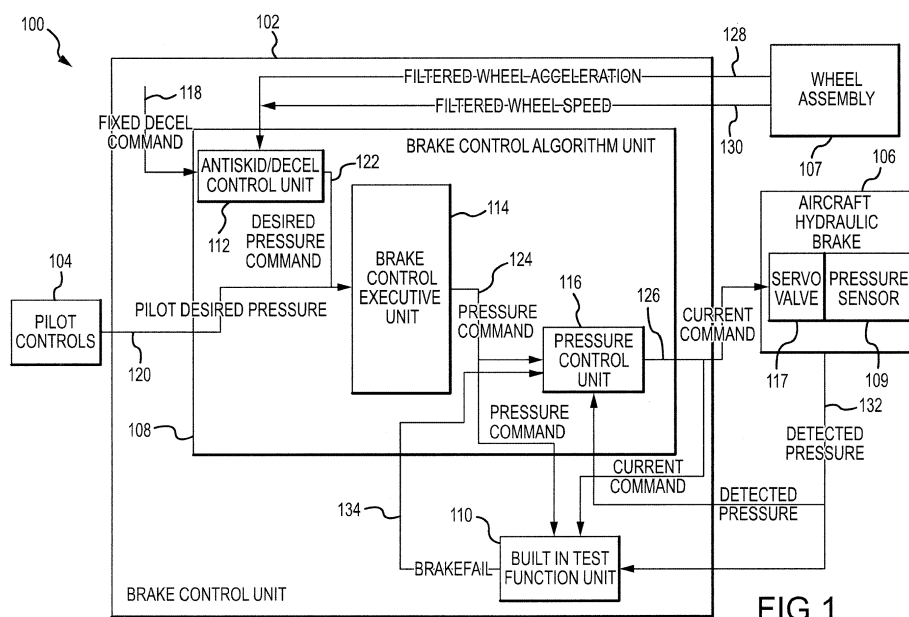 100
102
128
118
FILTERED WHEEL ACCELERATION
WHEEL
ASSEMBLY
FIXED DECEL
COMMAND
FILTERED WHEEL SPEED
130
107
BRAKE CONTROL ALGORITHM UNIT
122
ANTISKID/DECEL
CONTROL UNIT
106
AIRCRAFT
HYDRAULIC
BRAKE
112
DESIRED
PRESSURE
COMMAND
114
104
BRAKE
CONTROL
EXECUTIVE
UNIT
124
116
SERVO
VALVE
PRESSURE
SENSOR
PILOT
CONTROLS
PILOT DESIRED PRESSURE
PRESSURE
COMMAND
126
CURRENT
COMMAND
PRESSURE
CONTROL
UNIT
120
117
109
132
108
PRESSURE
COMMAND
DETECTED
PRESSURE
CURRENT
COMMAND
DETECTED
PRESSURE
134
110
BRAKEFAIL
BUILT IN TEST
FUNCTION UNIT
BRAKE CONTROL UNIT
FIG.1